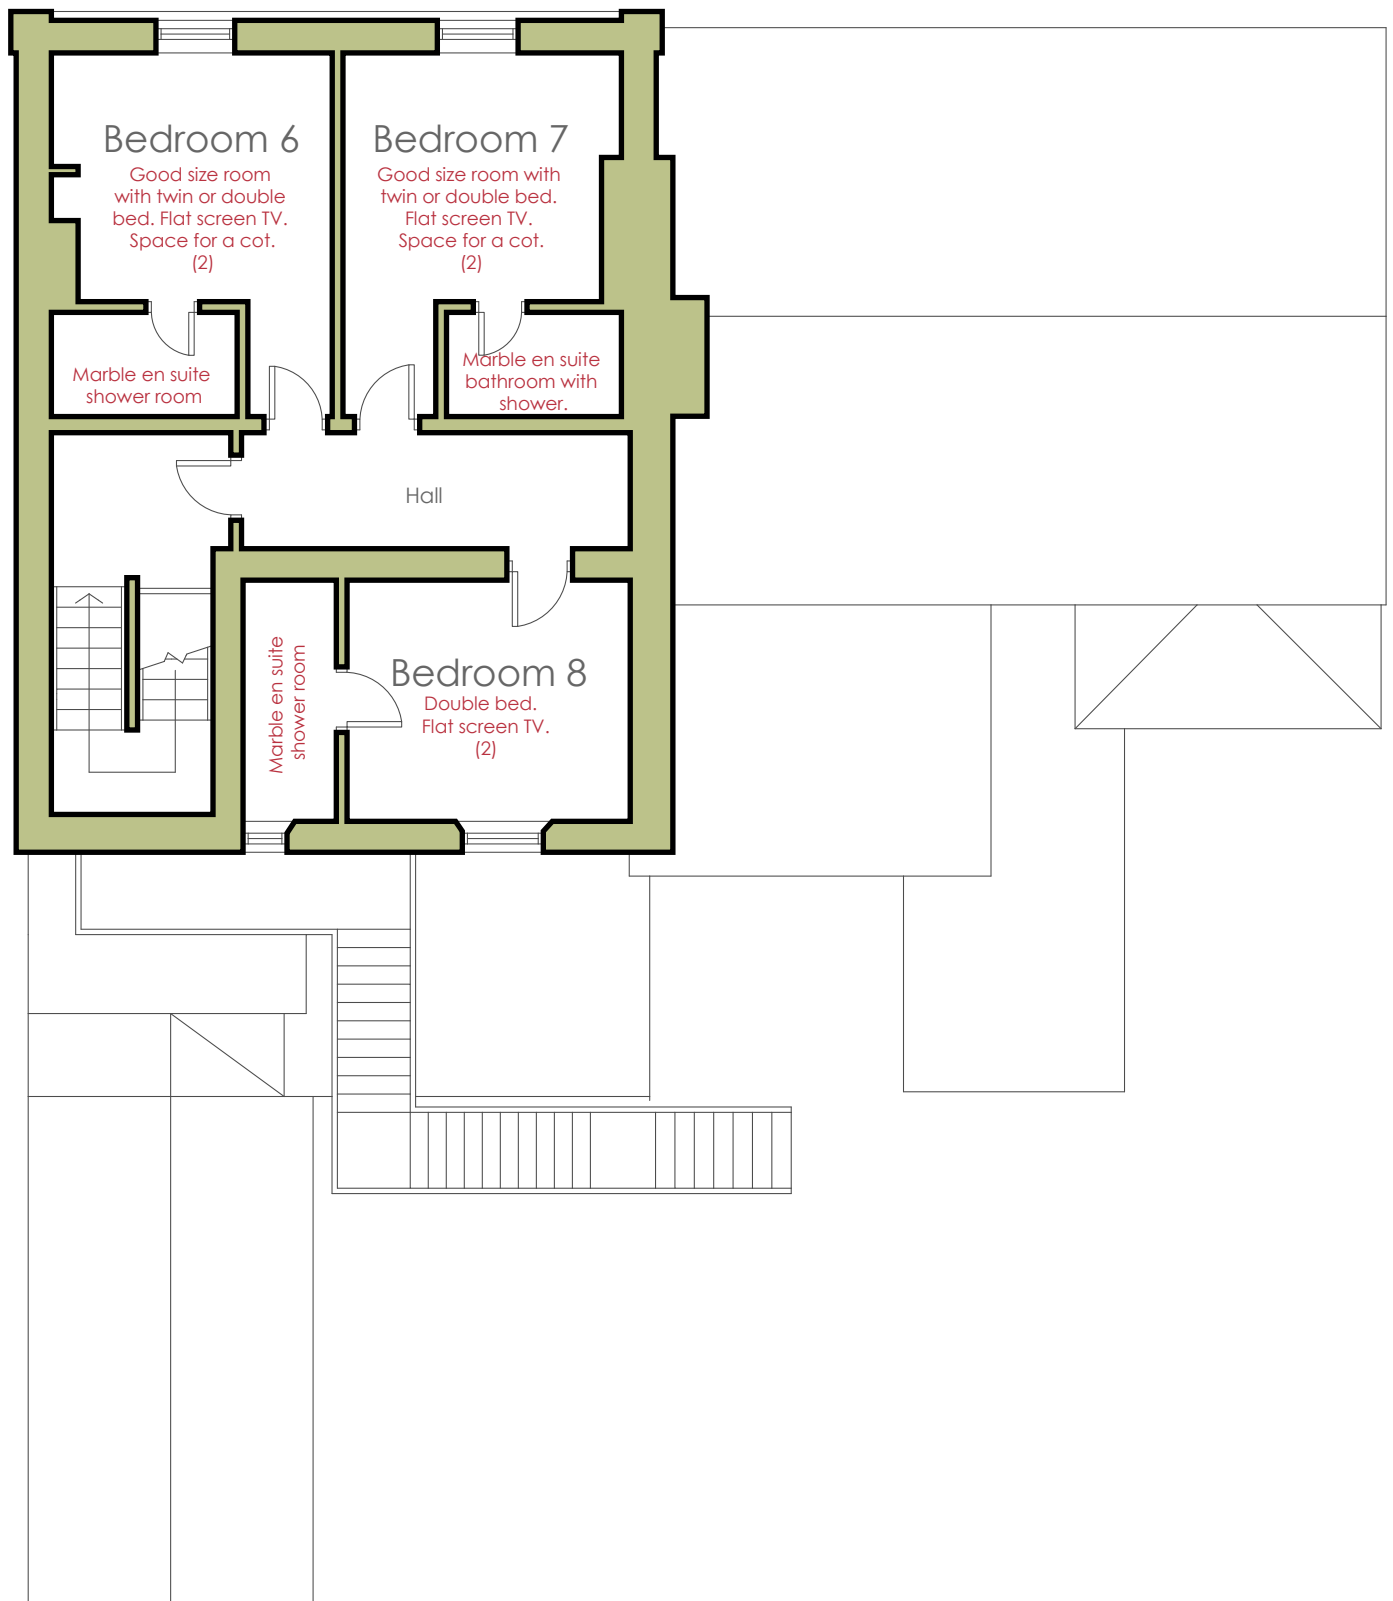 Bedroom 6
Good size room
with twin or double
bed. Flat screen TV.
Space for a cot.
(2)
Bedroom 7
Good size room with
twin or double bed.
Flat screen TV.
Space for a cot.
(2)
Marble en suite
shower room
Marble en suite
bathroom with
shower.
Hall
Marble en suite
shower room
Bedroom 8
Double bed.
Flat screen TV.
(2)